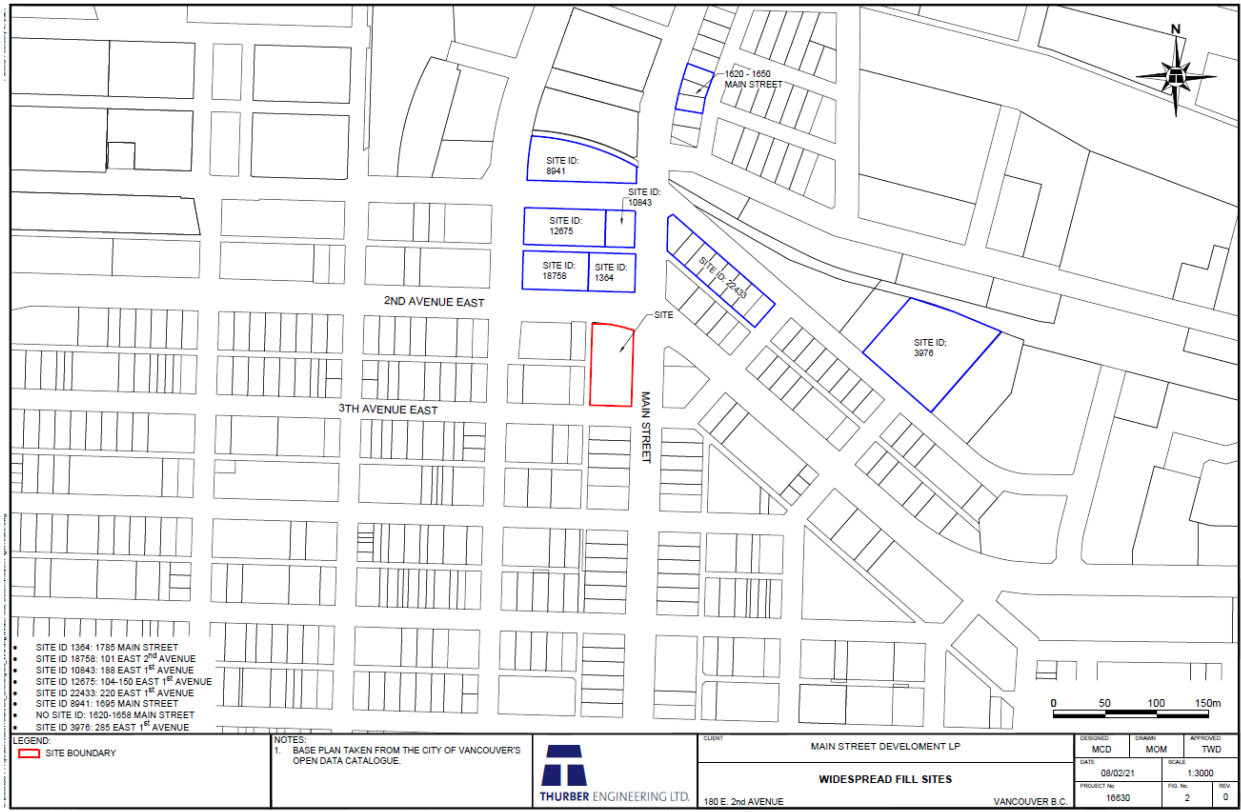 N
1620 - 1650
MAIN STREET
SITE ID:
8941
SITE ID:
10843
SITE ID:
12675
SITE ID:
18758
SITE ID:
1364
SITE ID: 22433
2ND AVENUE EAST
SITE
SITE ID;
3976
3TH AVENUE EAST
MAIN STREET
• SITE ID 1364: 1785 MAIN STREET
• SITE ID 18758: 101 EAST 2nd AVENUE
• SITE ID 10843: 188 EAST 1st AVENUE
• SITE ID 12675: 104-150 EAST 1st AVENUE
• SITE ID 22433: 220 EAST 1st AVENUE
• SITE ID 8941: 1695 MAIN STREET
• NO SITE ID: 1620-1658 MAIN STREET
• SITE ID 3976: 285 EAST 1st AVENUE
0 50 100 150m
LEGEND:
SITE BOUNDARY
NOTES:
1. BASE PLAN TAKEN FROM THE CITY OF VANCOUVER'S
OPEN DATA CATALOGUE.
THURBER ENGINEERING LTD.
CLIENT
MAIN STREET DEVELOMENT LP
WIDESPREAD FILL SITES
180 E. 2nd AVENUE VANCOUVER B.C.
DESIGNED DRAWN APPROVED
MCD MOM TWD
DATE SCALE
08/02/21 1:3000
PROJECT No. FIG. No. REV.
16630 2 0